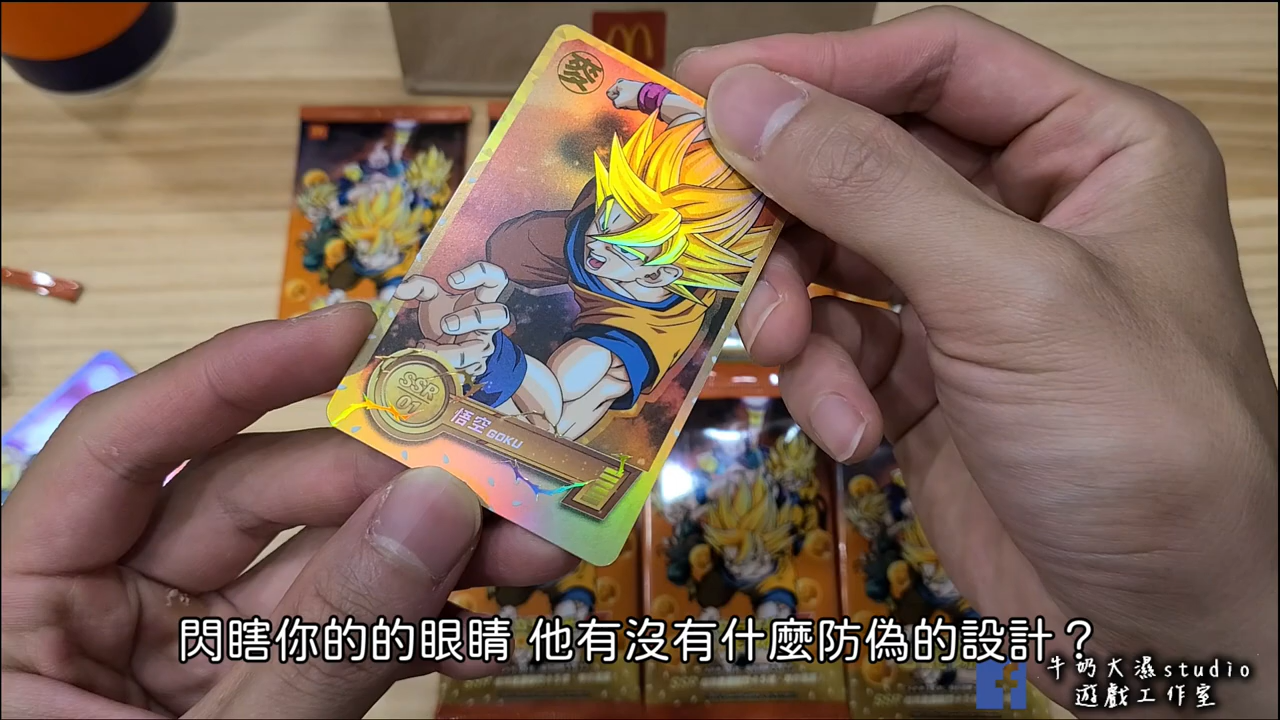 麥
SSR
01
悟空 GOKU
閃瞎你的的眼睛 他有沒有什麼防偽的設計？
牛奶大濕studio
遊戲工作室